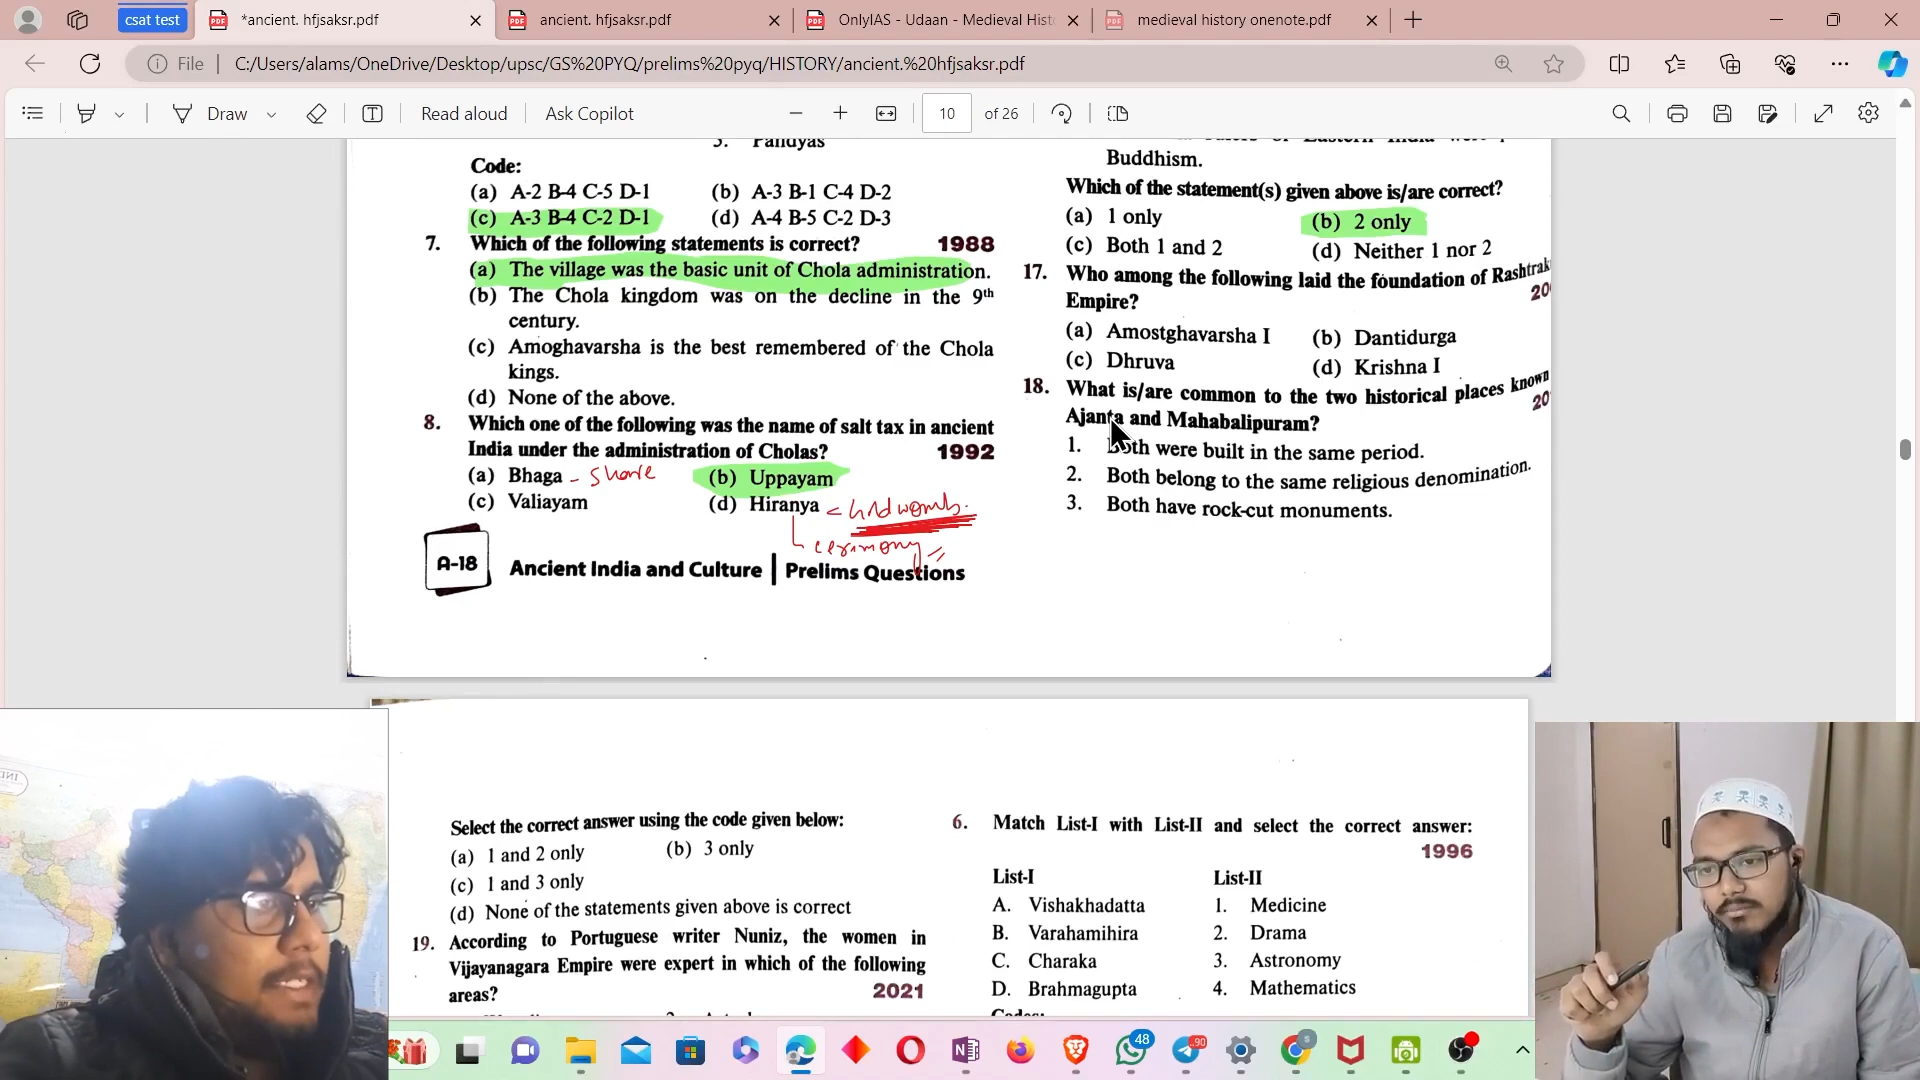 csat test
*ancient. hfjsaksr.pdf
ancient. hfjsaksr.pdf
OnlyIAS - Udaan - Medieval Hist
medieval history onenote.pdf
File
C:/Users/alams/OneDrive/Desktop/upsc/GS%20PYQ/prelims%20pyq/HISTORY/ancient.%20hfjsaksr.pdf
Draw
Read aloud
Ask Copilot
10 of 26
5. Pandyas
Code:
(a) A-2 B-4 C-5 D-1 (b) A-3 B-1 C-4 D-2
(c) A-3 B-4 C-2 D-1 (d) A-4 B-5 C-2 D-3
7. Which of the following statements is correct? 1988
(a) The village was the basic unit of Chola administration.
(b) The Chola kingdom was on the decline in the 9th
century.
(c) Amoghavarsha is the best remembered of the Chola
kings.
(d) None of the above.
8. Which one of the following was the name of salt tax in ancient
India under the administration of Cholas? 1992
(a) Bhaga - Share (b) Uppayam
(c) Valiayam (d) Hiranya
cerimony
A-18 Ancient India and Culture | Prelims Questions
Buddhism.
Which of the statement(s) given above is/are correct?
(a) 1 only (b) 2 only
(c) Both 1 and 2 (d) Neither 1 nor 2
17. Who among the following laid the foundation of Rashtrak
Empire? 20
(a) Amostghavarsha I (b) Dantidurga
(c) Dhruva (d) Krishna I
18. What is/are common to the two historical places known
Ajanta and Mahabalipuram? 20
1. Both were built in the same period.
2. Both belong to the same religious denomination.
3. Both have rock-cut monuments.
Select the correct answer using the code given below:
(a) 1 and 2 only (b) 3 only
(c) 1 and 3 only
(d) None of the statements given above is correct
19. According to Portuguese writer Nuniz, the women in
Vijayanagara Empire were expert in which of the following
areas? 2021
6. Match List-I with List-II and select the correct answer:
1996
List-I List-II
A. Vishakhadatta 1. Medicine
B. Varahamihira 2. Drama
C. Charaka 3. Astronomy
D. Brahmagupta 4. Mathematics
48
90